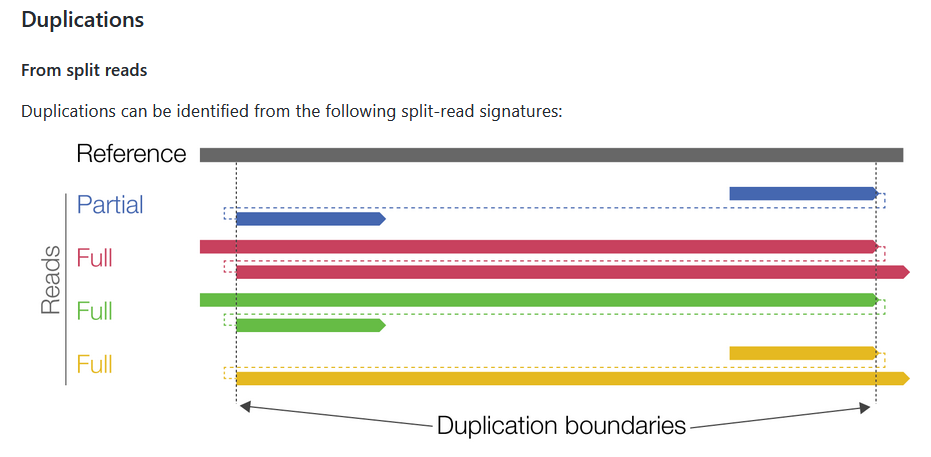 Duplications
From split reads
Duplications can be identified from the following split-read signatures:
Reference
Reads
Partial
Full
Full
Full
Duplication boundaries